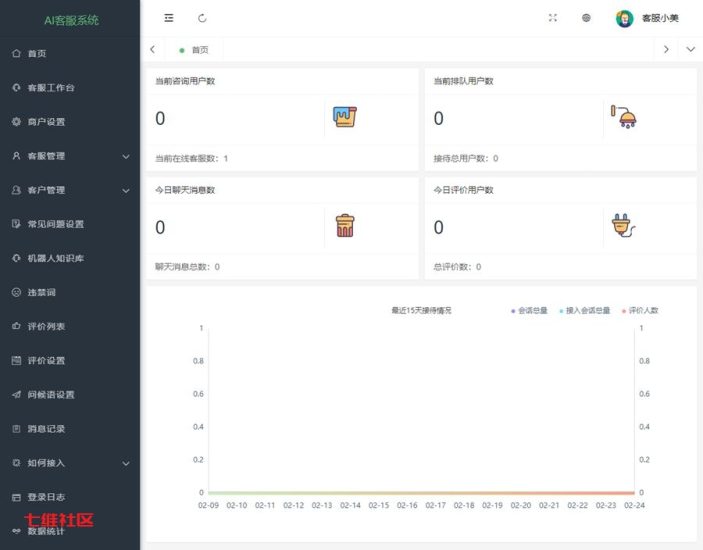 AI客服系统
首页
客服工作台
商户设置
客服管理
客户管理
常见问题设置
机器人知识库
违禁词
评价列表
评价设置
问候语设置
消息记录
如何接入
登录日志
七维社区
数据统计
客服小美
首页
当前咨询用户数
0
当前在线客服数：1
当前排队用户数
0
接待总用户数：0
今日聊天消息数
0
聊天消息总数：0
今日评价用户数
0
总评价数：0
最近15天接待情况
会话总量 接入会话总量 评价人数
1 1
0.8 0.8
0.6 0.6
0.4 0.4
0.2 0.2
0 0
02-09 02-10 02-11 02-12 02-13 02-14 02-15 02-16 02-17 02-18 02-19 02-20 02-21 02-22 02-23 02-24